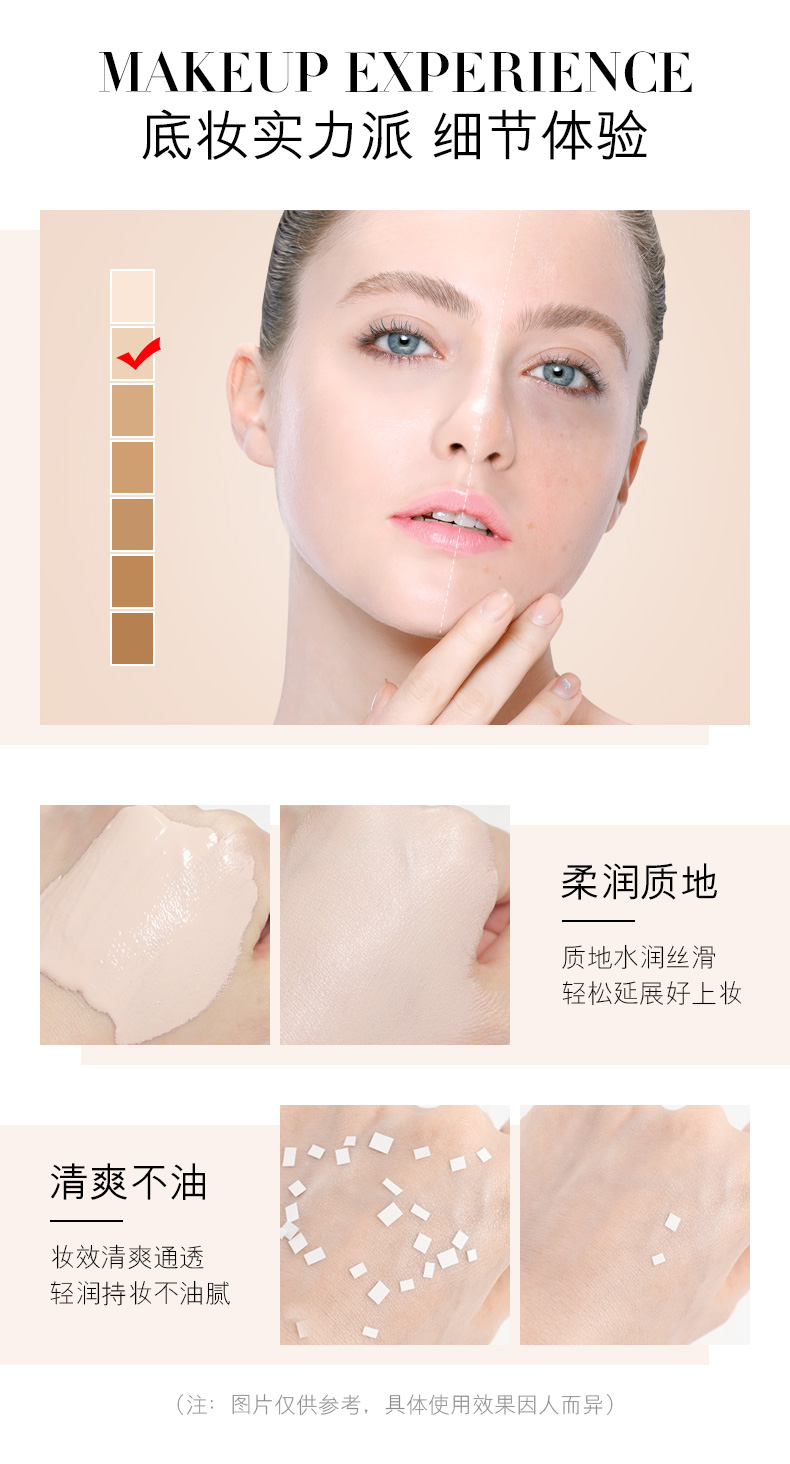 MAKEUP EXPERIENCE
底妆实力派 细节体验
柔润质地
质地水润丝滑
轻松延展好上妆
清爽不油
妆效清爽通透
轻润持妆不油腻
（注：图片仅供参考，具体使用效果因人而异）